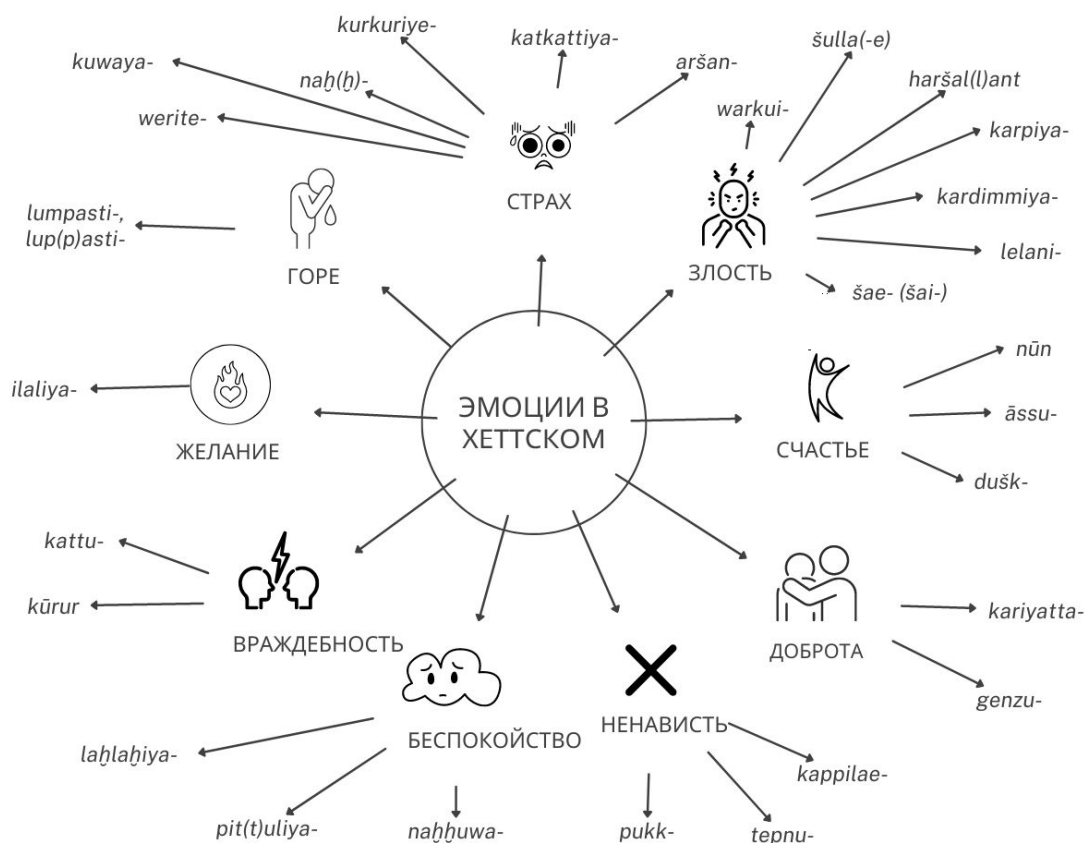 kurkuriye-
katkattiya-
šulla(-e)
kuwaya-
naḫ(ḫ)-
aršan-
haršal(l)ant
werite-
warkui-
karpiya-
СТРАХ
kardimmiya-
lumpasti-,
lup(p)asti-
ГОРЕ
ЗЛОСТЬ
lelani-
šae- (šai-)
nūn
ilaliya-
ЭМОЦИИ В
ХЕТТСКОМ
āssu-
ЖЕЛАНИЕ
СЧАСТЬЕ
dušk-
kattu-
kūrur
kariyatta-
ВРАЖДЕБНОСТЬ
ДОБРОТА
genzu-
НЕНАВИСТЬ
БЕСПОКОЙСТВО
laḫlaḫiya-
kappilae-
pit(t)uliya-
naḫḫuwa-
pukk-
tepnu-